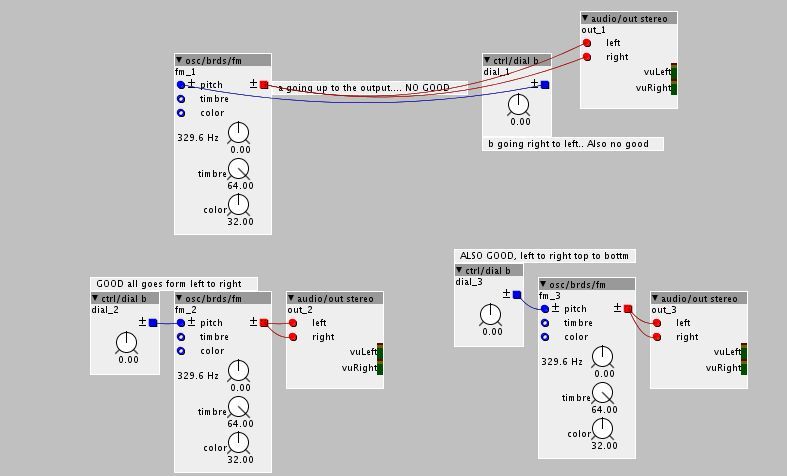 audio/out stereo
out_1
left
right
vuLeft
vuRight
osc/brds/fm
fm_1
± pitch ±
timbre
color
329.6 Hz
0.00
timbre
64.00
color
32.00
a going up to the output.... NO GOOD
ctrl/dial b
dial_1
±
0.00
b going right to left.. Also no good
GOOD all goes form left to right
ctrl/dial b
dial_2
±
0.00
osc/brds/fm
fm_2
± pitch ±
timbre
color
329.6 Hz
0.00
timbre
64.00
color
32.00
audio/out stereo
out_2
left
right
vuLeft
vuRight
ALSO GOOD, left to right top to bottm
ctrl/dial b
dial_3
±
0.00
osc/brds/fm
fm_3
± pitch ±
timbre
color
329.6 Hz
0.00
timbre
64.00
color
32.00
audio/out stereo
out_3
left
right
vuLeft
vuRight